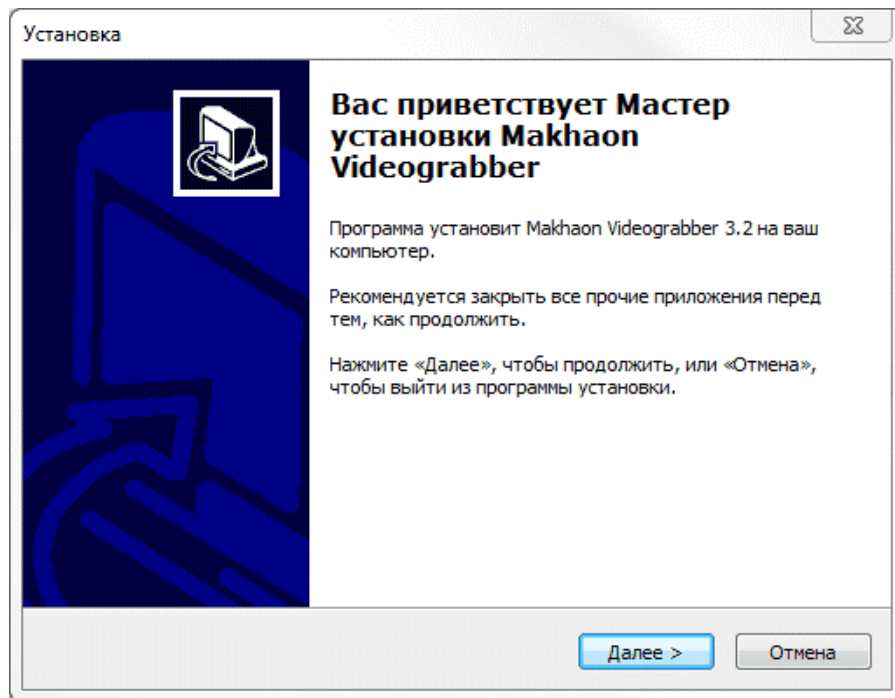 Установка
Вас приветствует Мастер
установки Makhaon
Videograbber
Программа установит Makhaon Videograbber 3.2 на ваш
компьютер.
Рекомендуется закрыть все прочие приложения перед
тем, как продолжить.
Нажмите «Далее», чтобы продолжить, или «Отмена»,
чтобы выйти из программы установки.
Далее >
Отмена